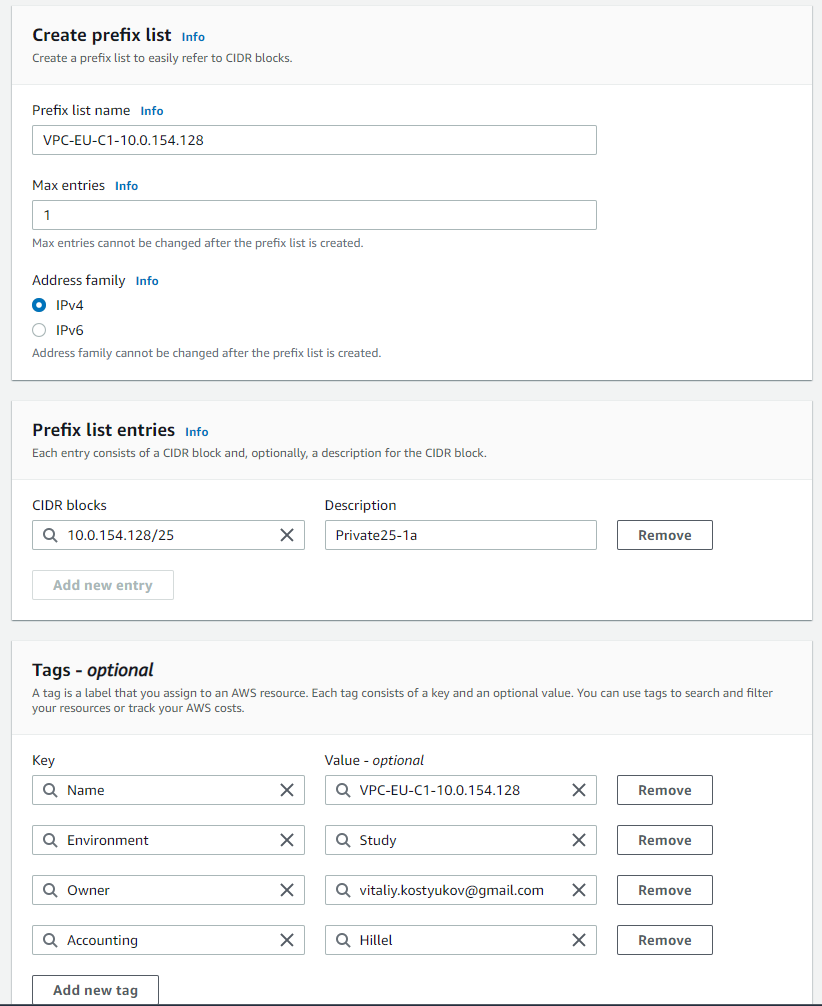 Create prefix list Info
Create a prefix list to easily refer to CIDR blocks.
Prefix list name Info
VPC-EU-C1-10.0.154.128
Max entries Info
1
Max entries cannot be changed after the prefix list is created.
Address family Info
IPv4
IPv6
Address family cannot be changed after the prefix list is created.
Prefix list entries Info
Each entry consists of a CIDR block and, optionally, a description for the CIDR block.
CIDR blocks Description
10.0.154.128/25 Private25-1a Remove
Add new entry
Tags - optional
A tag is a label that you assign to an AWS resource. Each tag consists of a key and an optional value. You can use tags to search and filter
your resources or track your AWS costs.
Key Value - optional
Name VPC-EU-C1-10.0.154.128 Remove
Environment Study Remove
Owner vitaliy.kostyukov@gmail.com Remove
Accounting Hillel Remove
Add new tag